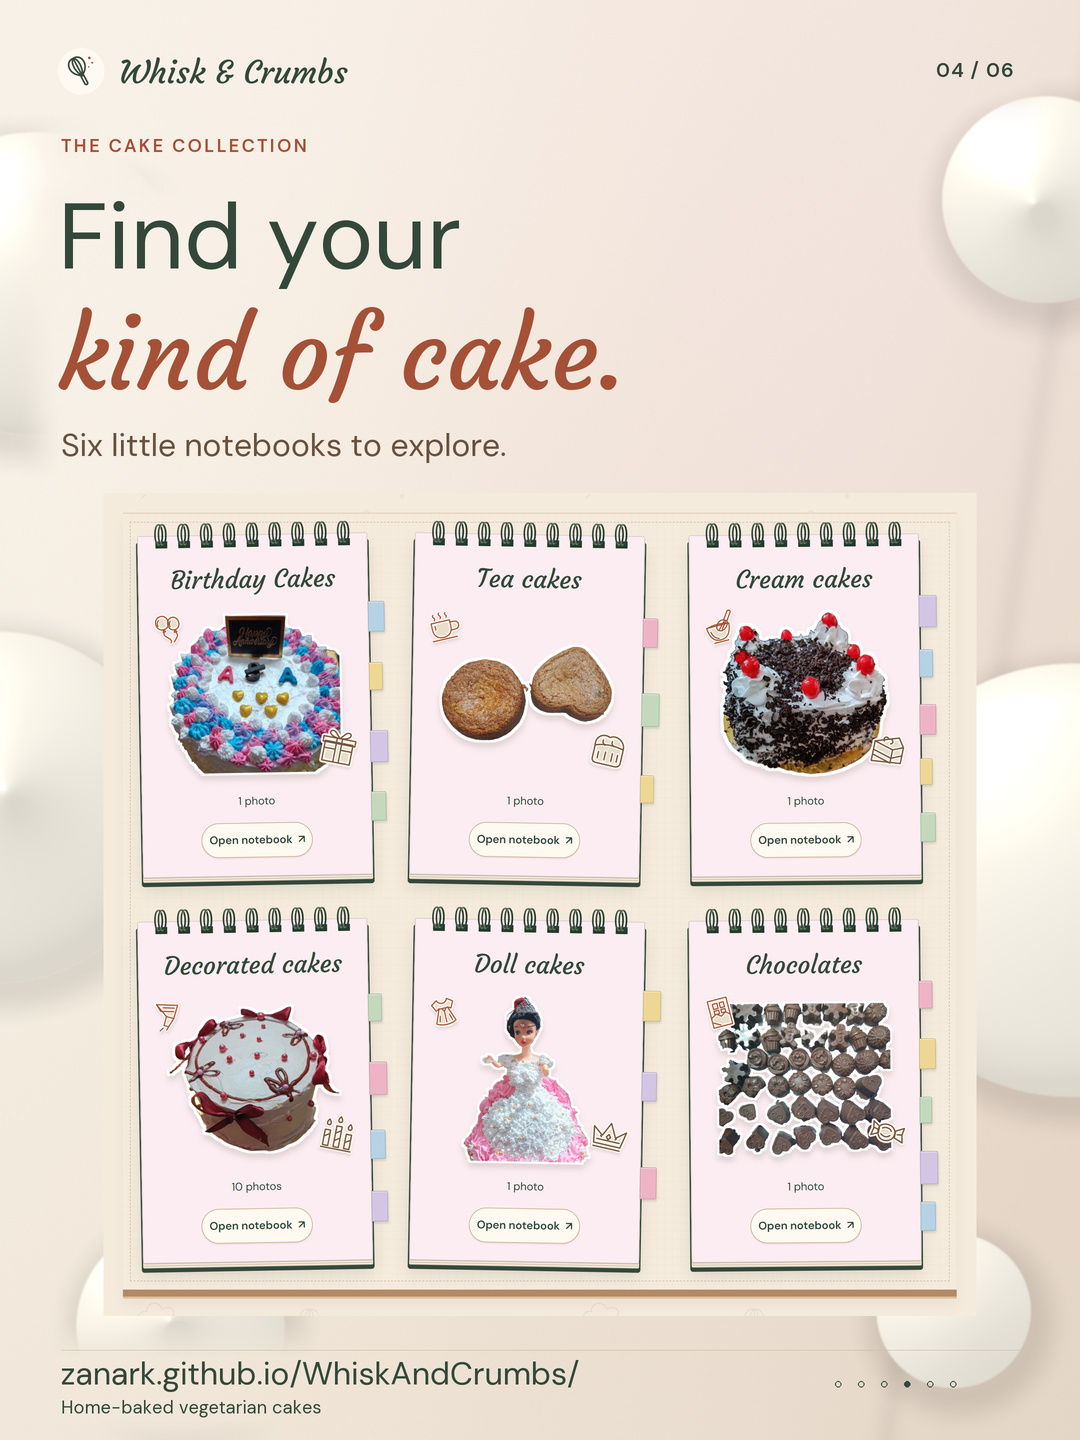 Whisk & Crumbs
04 / 06
THE CAKE COLLECTION
Find your
kind of cake.
Six little notebooks to explore.
Birthday Cakes
Happy
Anniversary
A & A
1 photo
Open notebook ↗
Tea cakes
1 photo
Open notebook ↗
Cream cakes
1 photo
Open notebook ↗
Decorated cakes
10 photos
Open notebook ↗
Doll cakes
1 photo
Open notebook ↗
Chocolates
1 photo
Open notebook ↗
zanark.github.io/WhiskAndCrumbs/
Home-baked vegetarian cakes